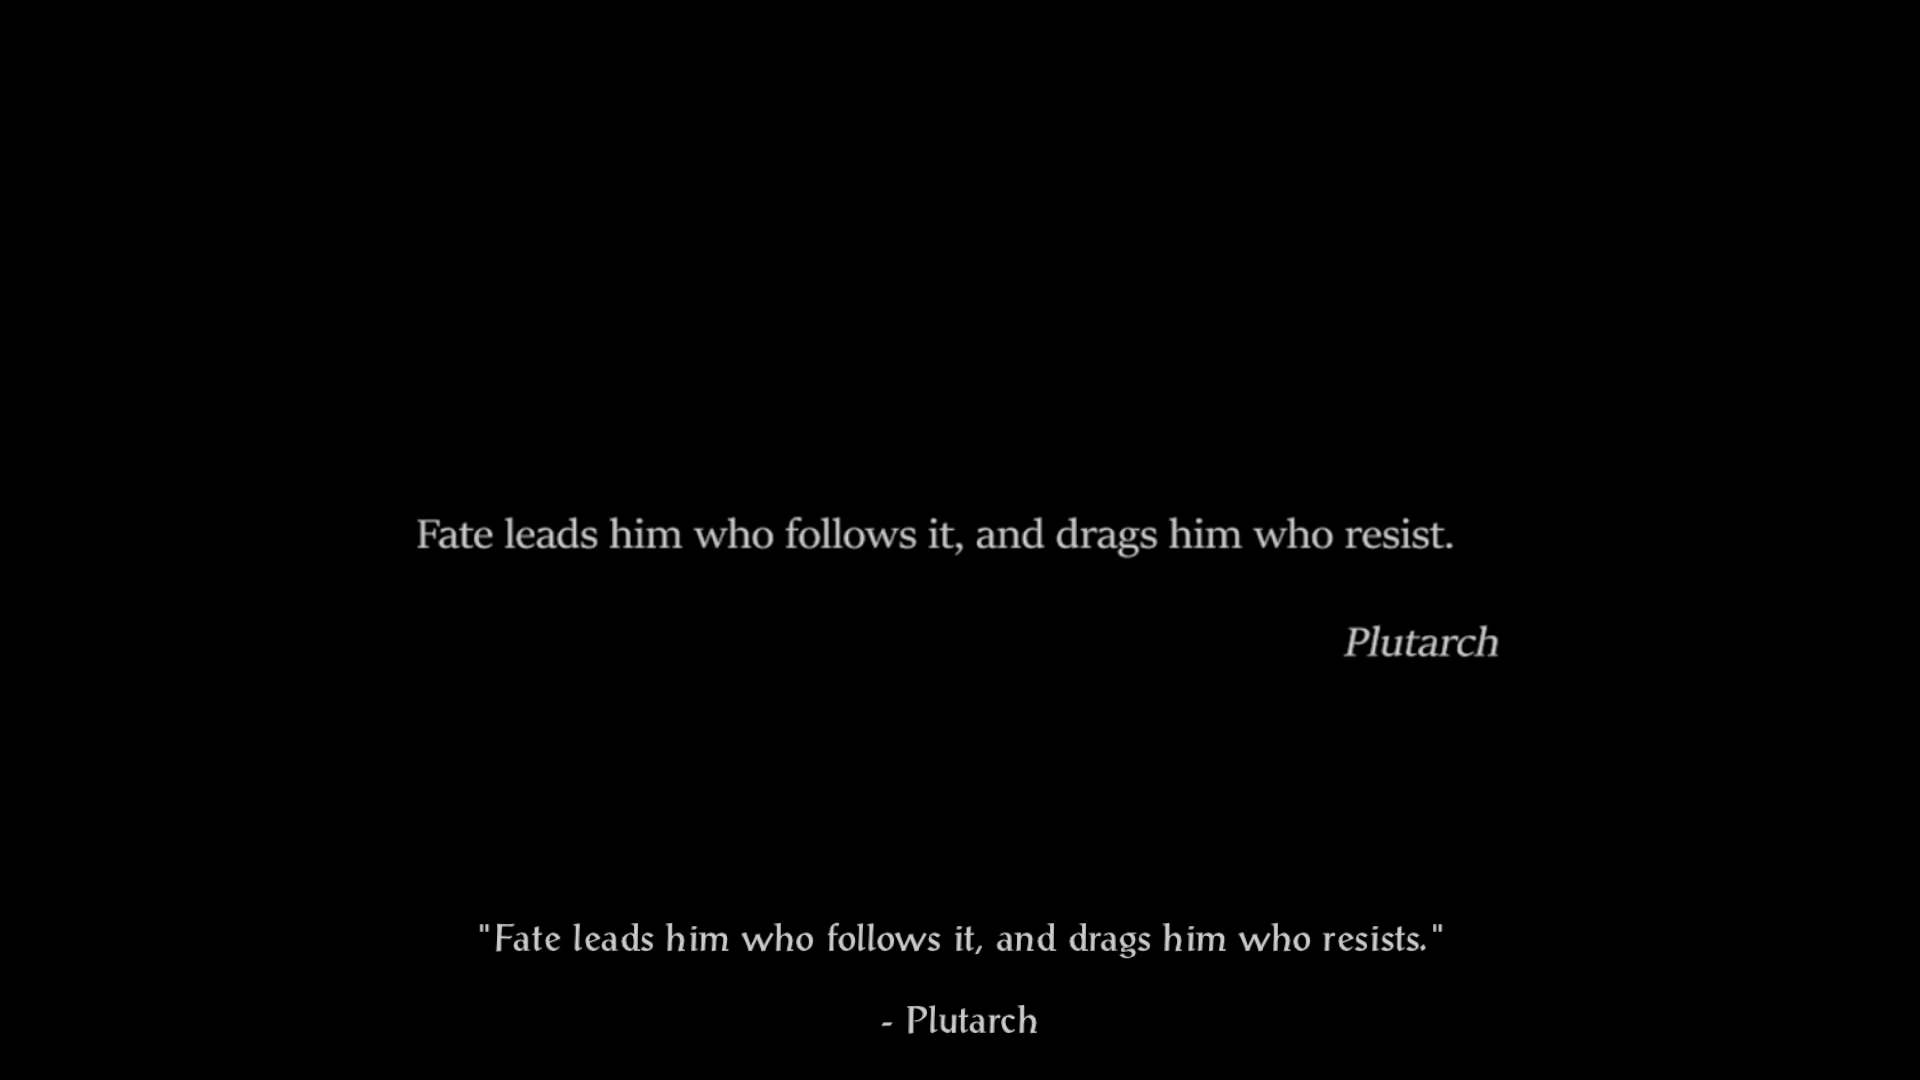 Fate leads him who follows it, and drags him who resist.
Plutarch
"Fate leads him who follows it, and drags him who resists."
- Plutarch